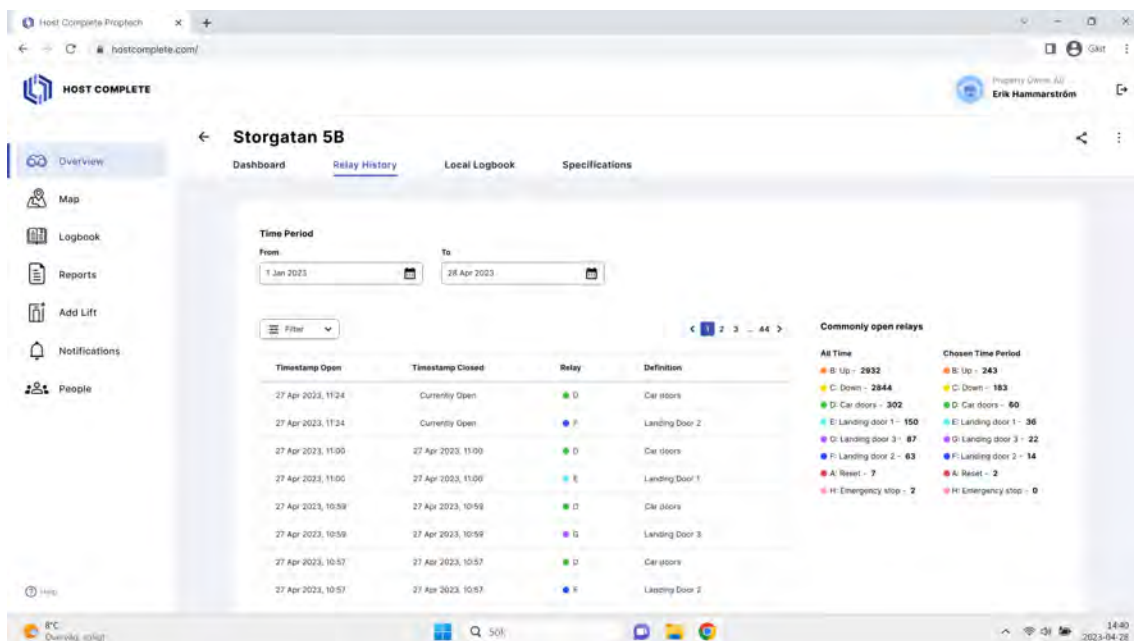 Host Complete Proptech
hostcomplete.com/
Gäst
HOST COMPLETE
Erik Hammarström
Storgatan 5B
Dashboard Relay History Local Logbook Specifications
Overview
Map
Logbook
Reports
Add Lift
Notifications
People
Help
Time Period
From To
1 Jan 2023 28 Apr 2023
Filter
< 1 2 3 ... 44 >
Timestamp Open Timestamp Closed Relay Definition
27 Apr 2023, 11:24 Currently Open D Car doors
27 Apr 2023, 11:24 Currently Open F Landing Door 2
27 Apr 2023, 11:00 27 Apr 2023, 11:00 D Car doors
27 Apr 2023, 11:00 27 Apr 2023, 11:00 E Landing Door 1
27 Apr 2023, 10:59 27 Apr 2023, 10:59 D Car doors
27 Apr 2023, 10:59 27 Apr 2023, 10:59 G Landing Door 3
27 Apr 2023, 10:57 27 Apr 2023, 10:57 D Car doors
27 Apr 2023, 10:57 27 Apr 2023, 10:57 F Landing Door 2
Commonly open relays
All Time Chosen Time Period
B: Up - 2932 B: Up - 243
C: Down - 2844 C: Down - 183
D: Car doors - 302 D: Car doors - 60
E: Landing door 1 - 150 E: Landing door 1 - 36
G: Landing door 3 - 87 G: Landing door 3 - 22
F: Landing door 2 - 63 F: Landing door 2 - 14
A: Reset - 7 A: Reset - 2
H: Emergency stop - 2 H: Emergency stop - 0
8°C
Sök
14:40
2023-04-28